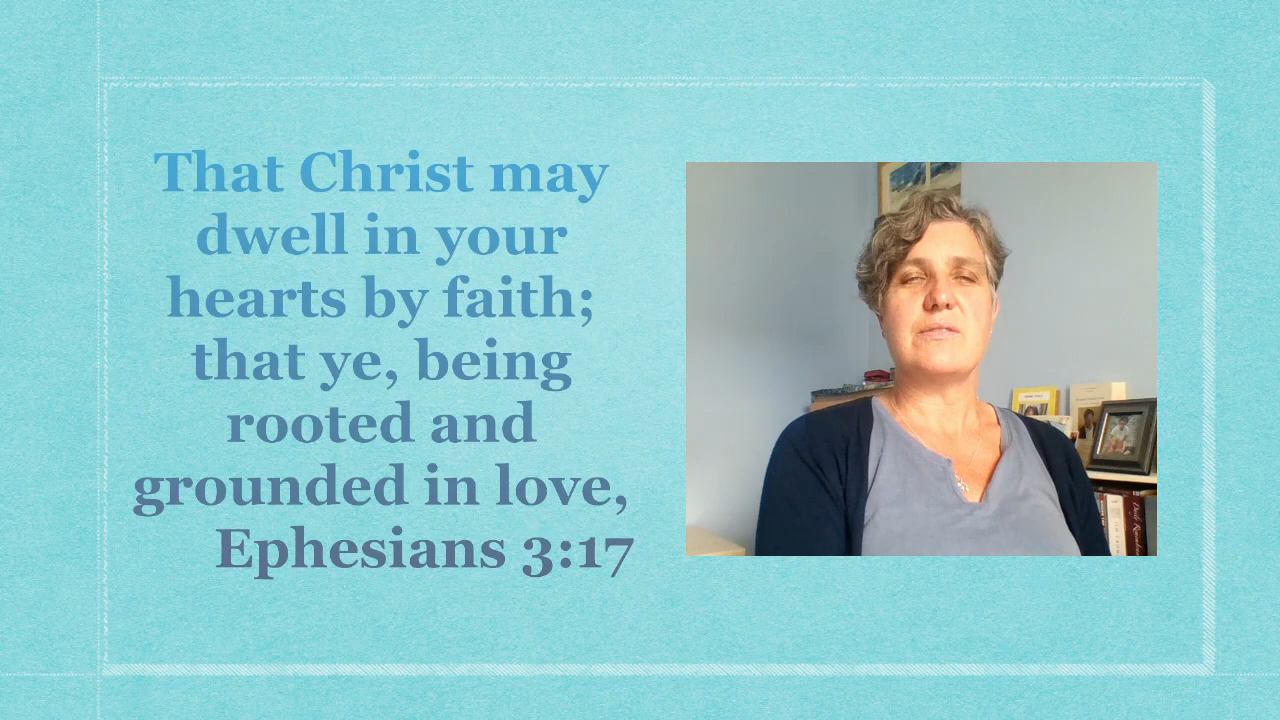 That Christ may
dwell in your
hearts by faith;
that ye, being
rooted and
grounded in love,
Ephesians 3:17